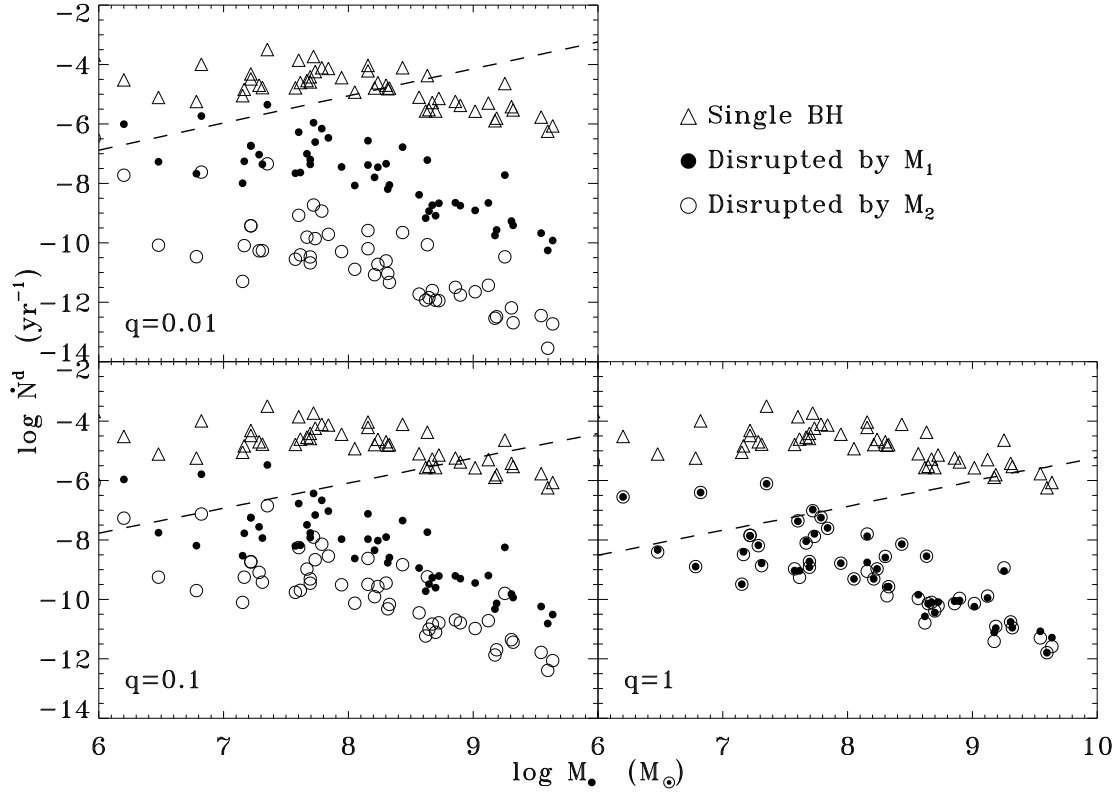 −2
−4
−6
−8
−10
−12
−14
q=0.01
△ Single BH
● Disrupted by M₁
○ Disrupted by M₂
log Ṅᵈ (yr⁻¹)
−2
−4
−6
−8
−10
−12
−14
q=0.1
q=1
6 7 8 9 6 7 8 9 10
log M● (M⊙)